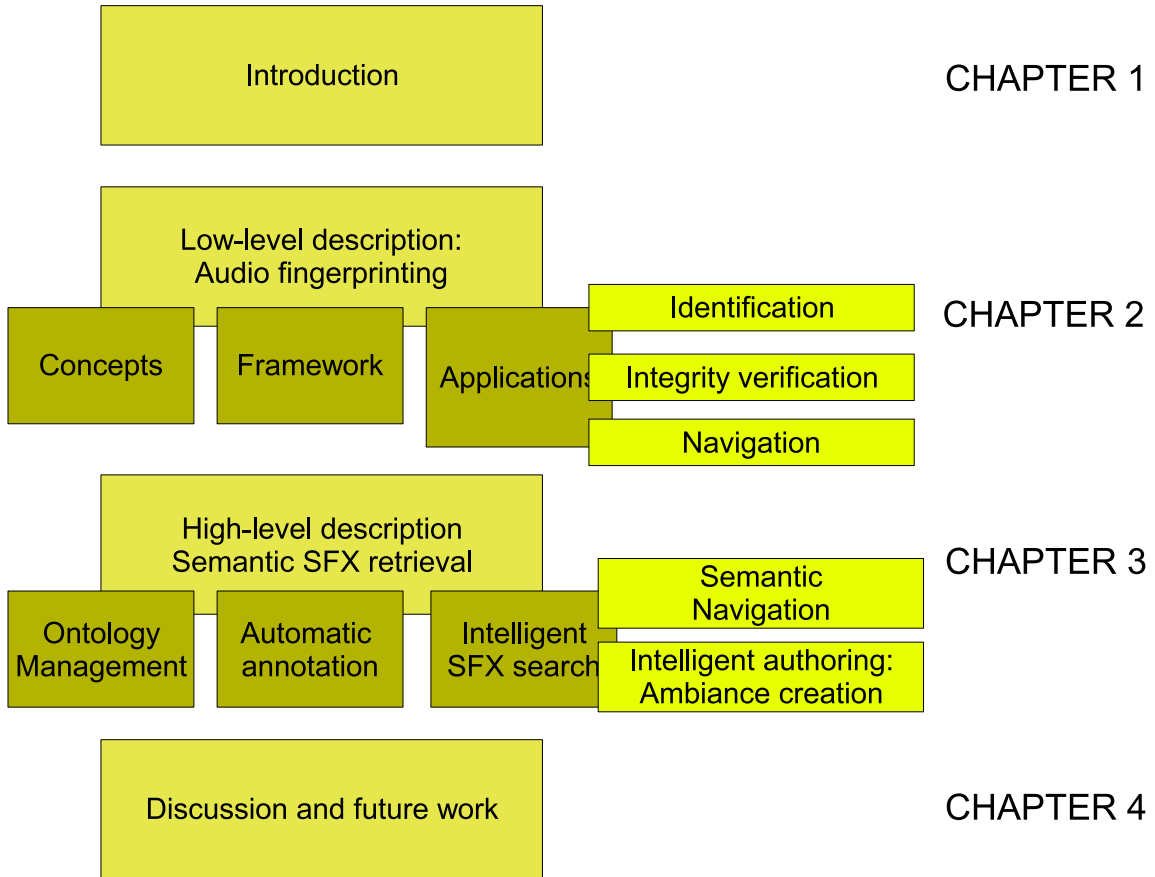 Introduction
CHAPTER 1
Low-level description:
Audio fingerprinting
CHAPTER 2
Concepts
Framework
Applications
Identification
Integrity verification
Navigation
High-level description
Semantic SFX retrieval
CHAPTER 3
Ontology
Management
Automatic
annotation
Intelligent
SFX search
Semantic
Navigation
Intelligent authoring:
Ambiance creation
Discussion and future work
CHAPTER 4